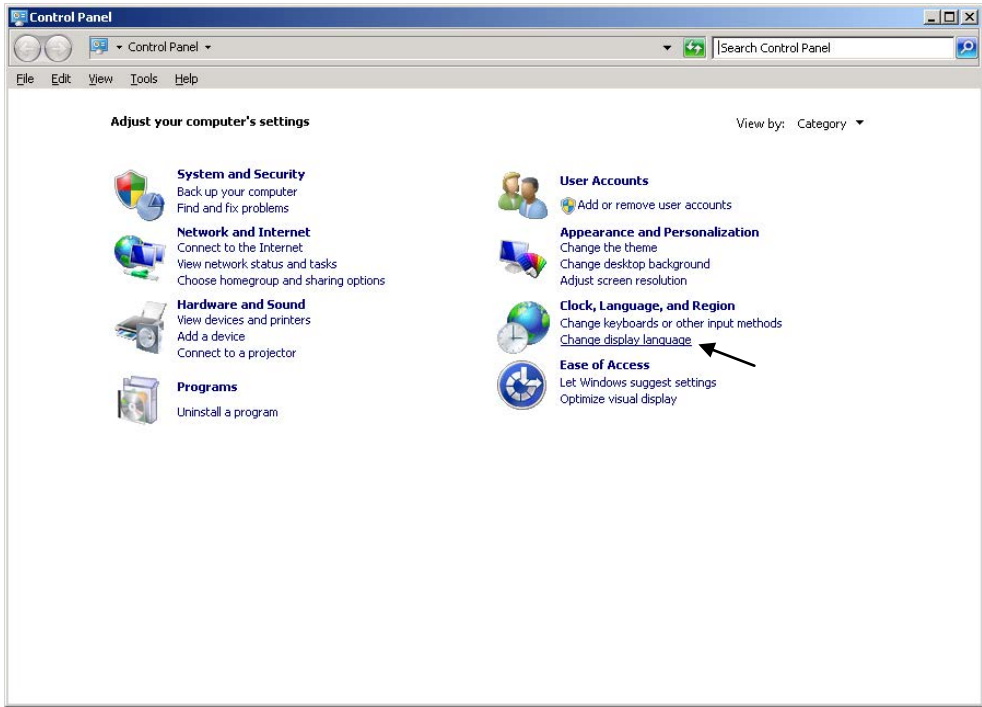 Control Panel
Control Panel
Search Control Panel
File Edit View Tools Help
Adjust your computer's settings
View by: Category
System and Security
Back up your computer
Find and fix problems
Network and Internet
Connect to the Internet
View network status and tasks
Choose homegroup and sharing options
Hardware and Sound
View devices and printers
Add a device
Connect to a projector
Programs
Uninstall a program
User Accounts
Add or remove user accounts
Appearance and Personalization
Change the theme
Change desktop background
Adjust screen resolution
Clock, Language, and Region
Change keyboards or other input methods
Change display language
Ease of Access
Let Windows suggest settings
Optimize visual display